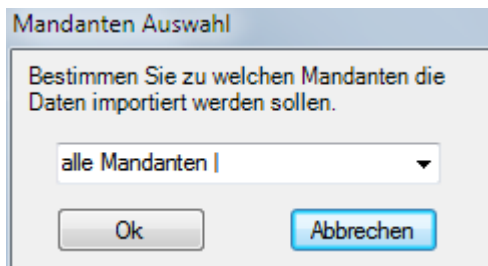 Mandanten Auswahl
Bestimmen Sie zu welchen Mandanten die
Daten importiert werden sollen.
alle Mandanten |
Ok
Abbrechen